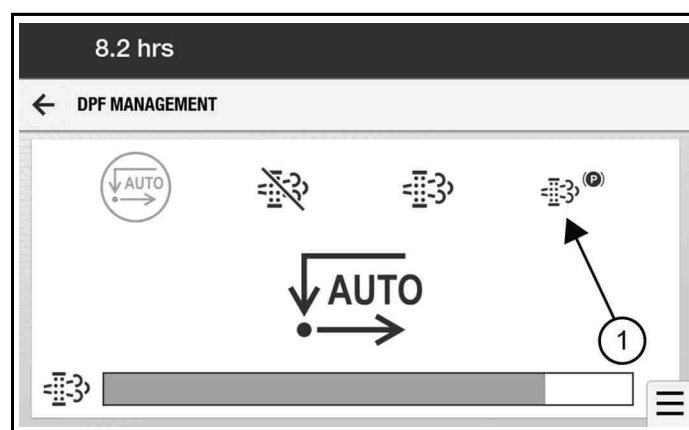 8.2 hrs
DPF MANAGEMENT
AUTO
(P)
AUTO
1